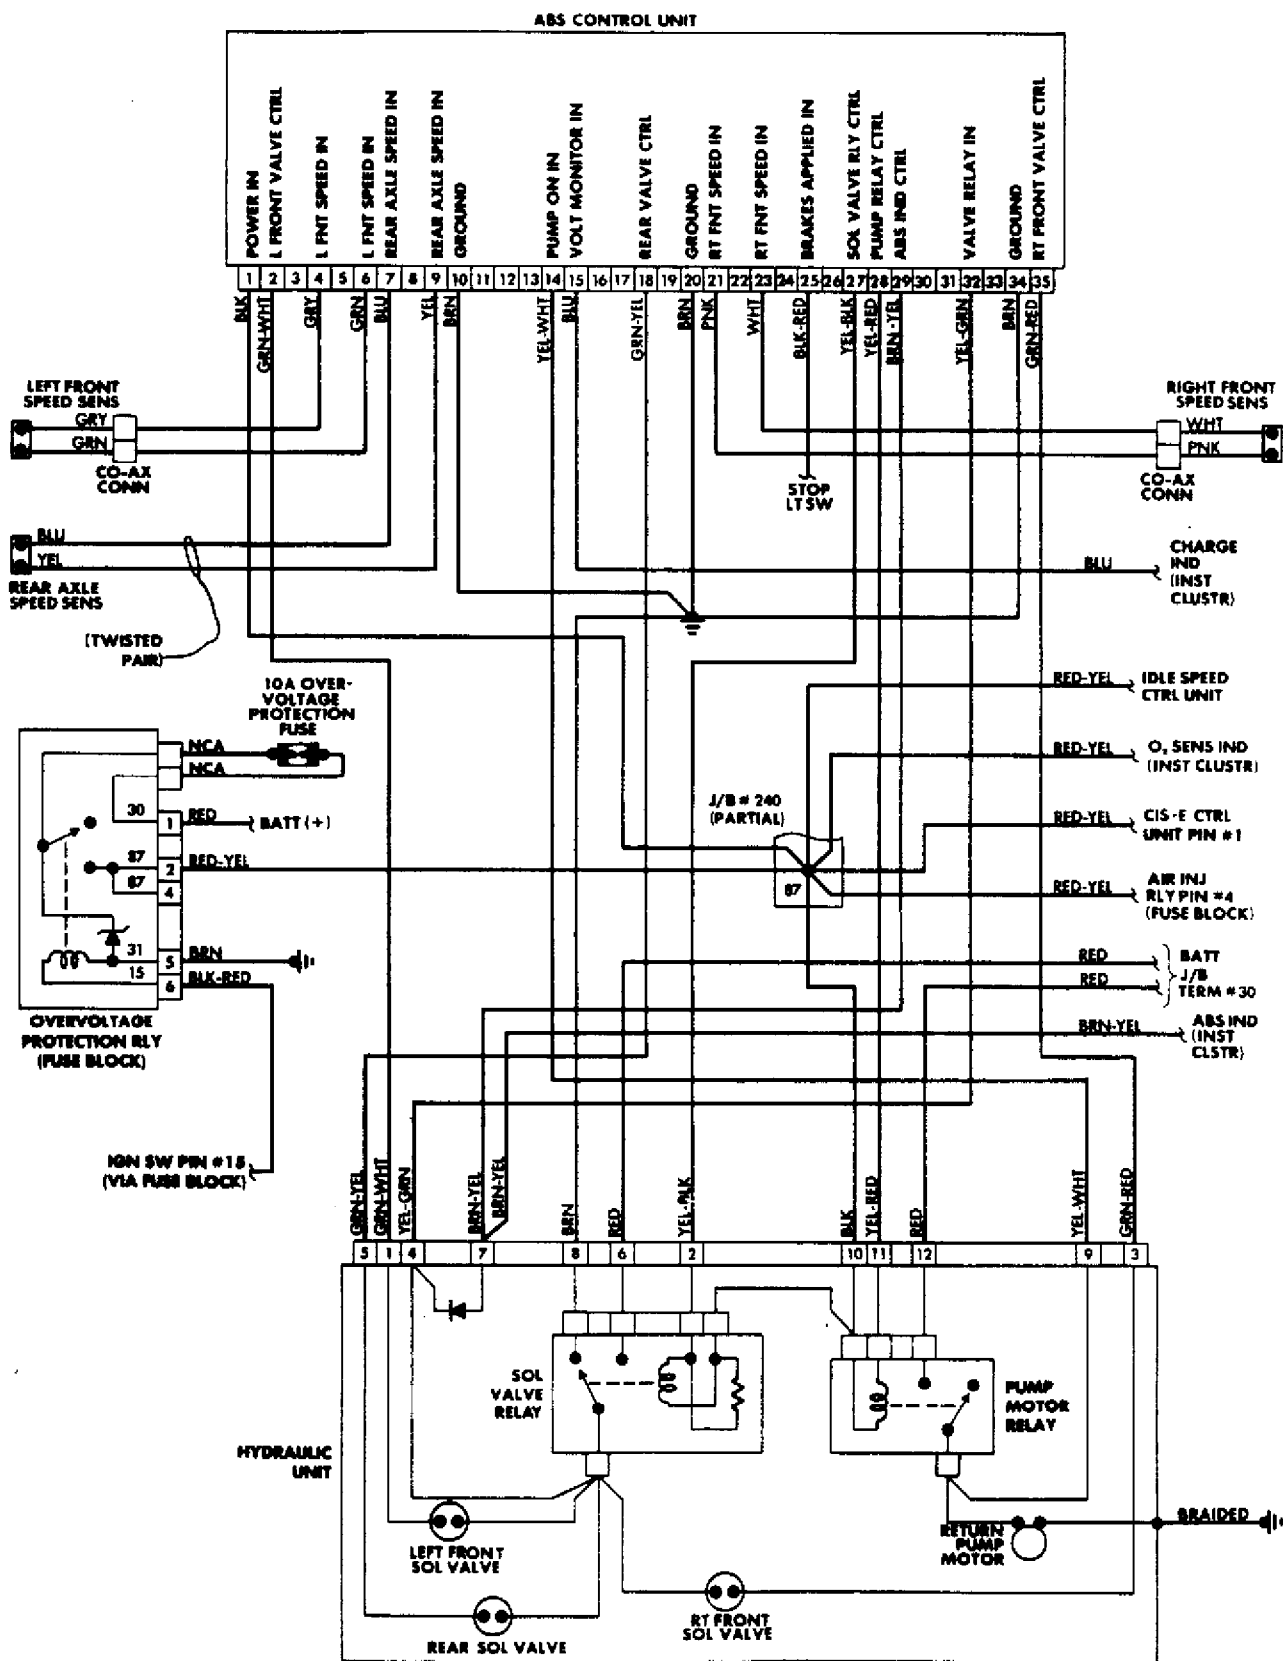 ABS CONTROL UNIT
POWER IN
L FRONT VALVE CTRL
L FNT SPEED IN
L FNT SPEED IN
REAR AXLE SPEED IN
REAR AXLE SPEED IN
GROUND
PUMP ON IN
VOLT MONITOR IN
REAR VALVE CTRL
GROUND
RT FNT SPEED IN
RT FNT SPEED IN
BRAKES APPLIED IN
SOL VALVE RLY CTRL
PUMP RELAY CTRL
ABS IND CTRL
VALVE RELAY IN
GROUND
RT FRONT VALVE CTRL
1 2 3 4 5 6 7 8 9 10 11 12 13 14 15 16 17 18 19 20 21 22 23 24 25 26 27 28 29 30 31 32 33 34 35
BLK
GRN-WHT
GRY
GRN
BLU
YEL
BRN
YEL-WHT
BLU
GRN-YEL
BRN
PNK
WHT
BLK-RED
YEL-BLK
YEL-RED
BRN-YEL
YEL-GRN
BRN
GRN-RED
LEFT FRONT
SPEED SENS
GRY
GRN
CO-AX
CONN
RIGHT FRONT
SPEED SENS
WHT
PNK
CO-AX
CONN
STOP
LT SW
BLU
YEL
REAR AXLE
SPEED SENS
(TWISTED
PAIR)
BLU
CHARGE
IND
(INST
CLUSTR)
10A OVER-
VOLTAGE
PROTECTION
FUSE
NCA
NCA
30
1
RED
BATT (+)
87
2
RED-YEL
87
4
31
5
BRN
15
6
BLK-RED
OVERVOLTAGE
PROTECTION RLY
(FUSE BLOCK)
IGN SW PIN #15
(VIA FUSE BLOCK)
J/B # 240
(PARTIAL)
87
RED-YEL
IDLE SPEED
CTRL UNIT
RED-YEL
O₂ SENS IND
(INST CLUSTR)
RED-YEL
CIS-E CTRL
UNIT PIN #1
RED-YEL
AIR INJ
RLY PIN #4
(FUSE BLOCK)
RED
RED
BATT
J/B
TERM #30
BRN-YEL
ABS IND
(INST
CLSTR)
GRN-YEL
GRN-WHT
YEL-GRN
BRN-YEL
BRN-YEL
BRN
RED
YEL-BLK
BLK
YEL-RED
RED
YEL-WHT
GRN-RED
5 1 4 7 8 6 2 10 11 12 9 3
SOL
VALVE
RELAY
PUMP
MOTOR
RELAY
HYDRAULIC
UNIT
LEFT FRONT
SOL VALVE
RETURN
PUMP
MOTOR
BRAIDED
RT FRONT
SOL VALVE
REAR SOL VALVE